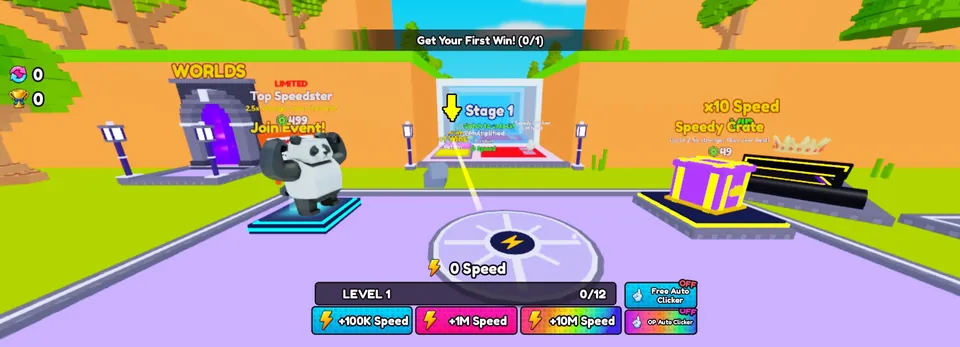 Get Your First Win! (0/1)
0
0
WORLDS
LIMITED
Top Speedster
499
Join Event!
Stage 1
x10 Speed
Speedy Crate
49
0 Speed
LEVEL 1
0/12
OFF
Free Auto
Clicker
+100K Speed
+1M Speed
+10M Speed
OFF
OP Auto Clicker